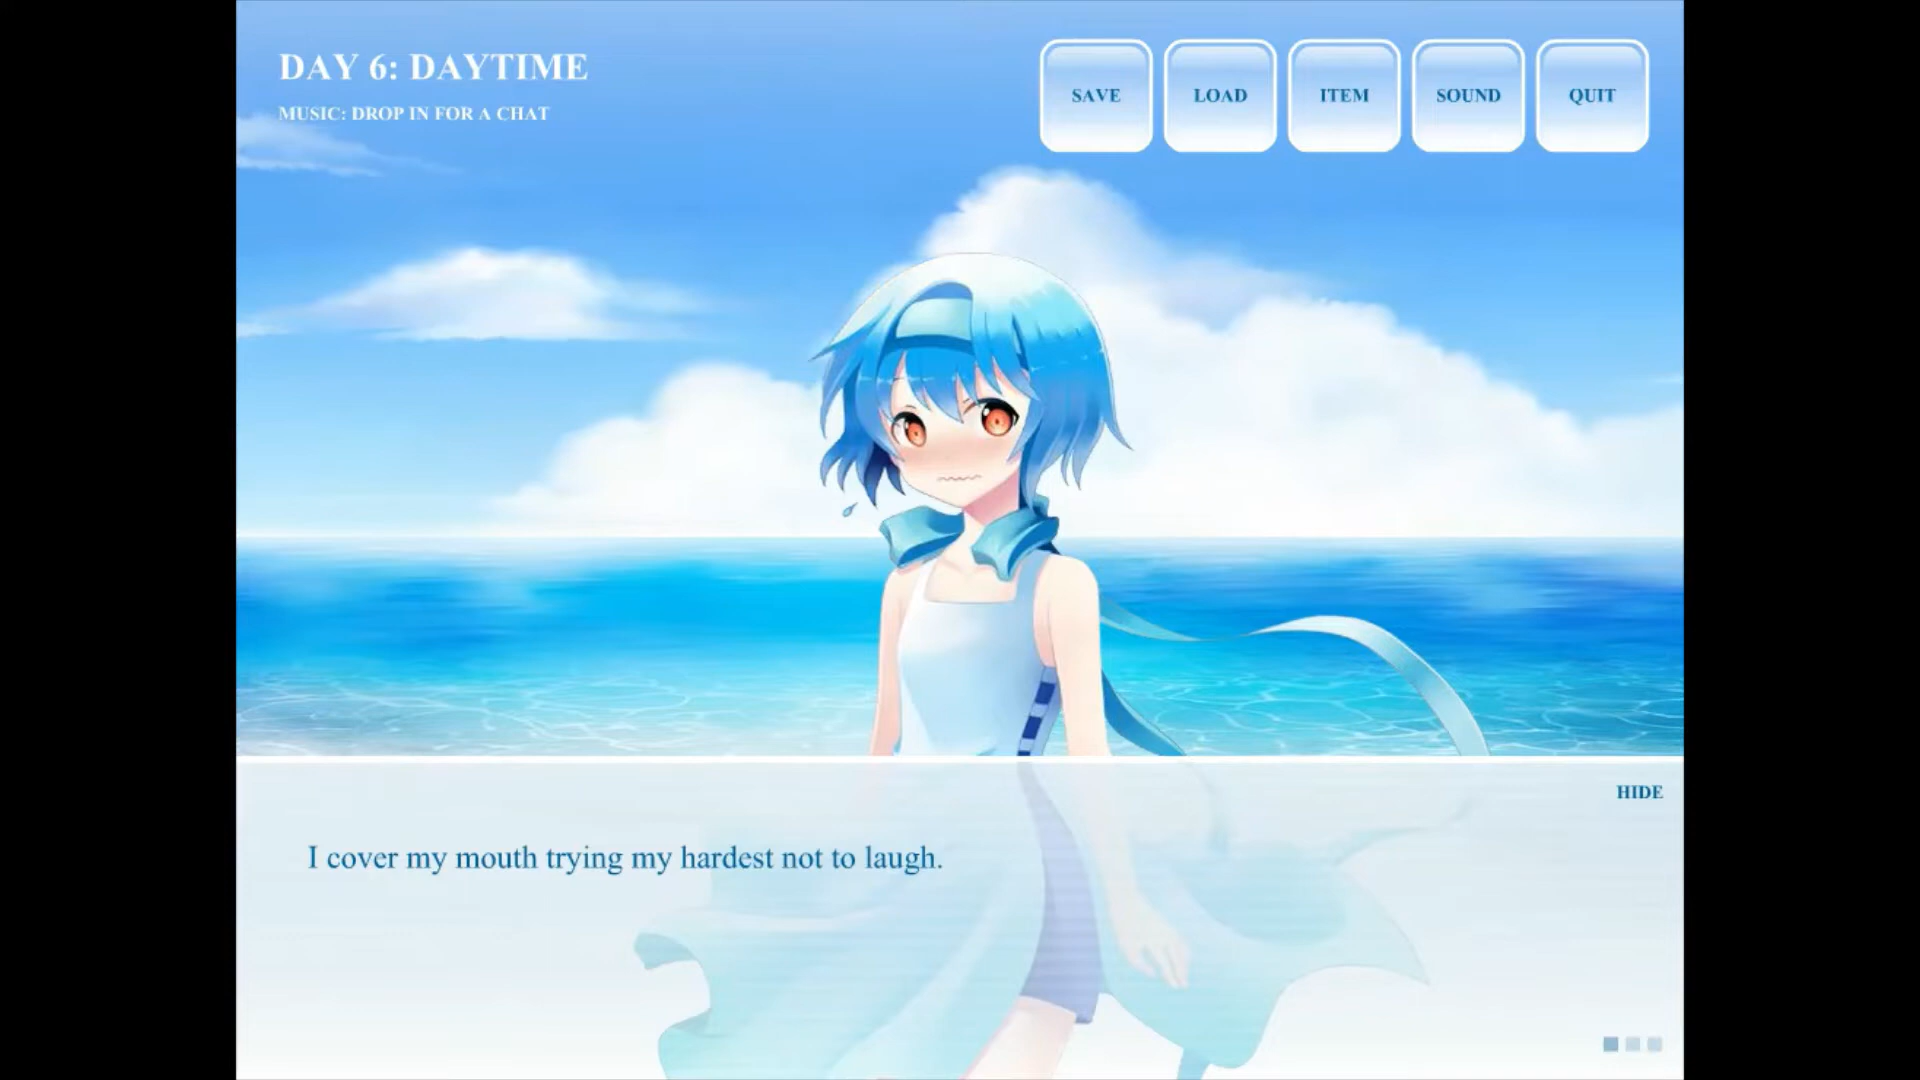 DAY 6: DAYTIME
MUSIC: DROP IN FOR A CHAT
SAVE
LOAD
ITEM
SOUND
QUIT
HIDE
I cover my mouth trying my hardest not to laugh.